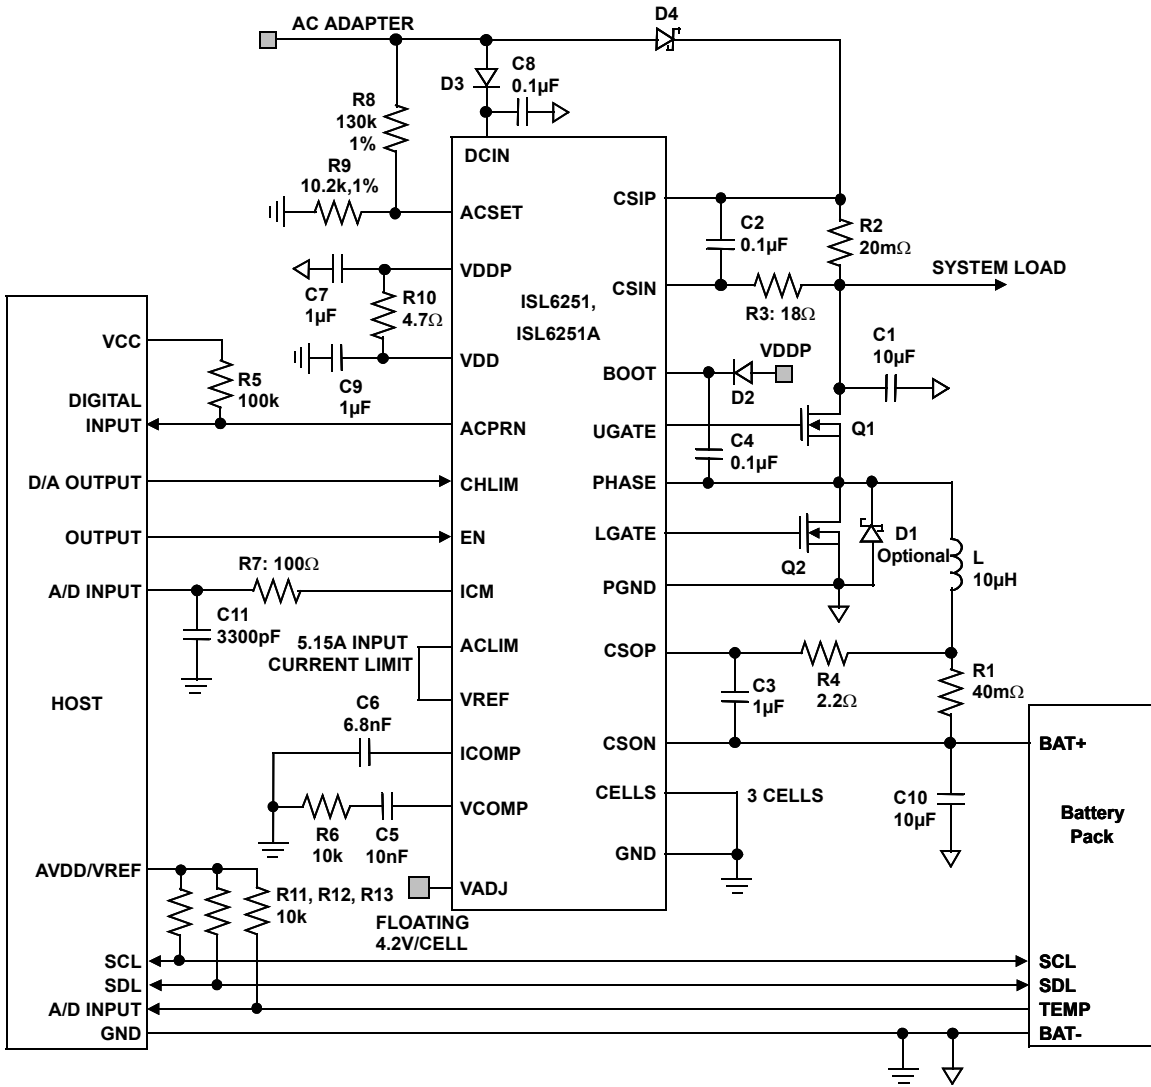 D4
AC ADAPTER
D3
C8
0.1µF
R8
130k
1%
DCIN
R9
10.2k,1%
ACSET
CSIP
C2
0.1µF
R2
20mΩ
SYSTEM LOAD
VDDP
C7
1µF
R10
4.7Ω
CSIN
R3: 18Ω
ISL6251,
ISL6251A
VCC
C9
1µF
VDD
BOOT
D2
VDDP
C1
10µF
R5
100k
DIGITAL
INPUT
ACPRN
UGATE
Q1
C4
0.1µF
D/A OUTPUT
CHLIM
PHASE
OUTPUT
EN
LGATE
Q2
D1
Optional
L
10µH
A/D INPUT
R7: 100Ω
ICM
PGND
C11
3300pF
5.15A INPUT
CURRENT LIMIT
ACLIM
VREF
CSOP
C3
1µF
R4
2.2Ω
R1
40mΩ
HOST
C6
6.8nF
ICOMP
CSON
BAT+
VCOMP
R6
10k
C5
10nF
CELLS
3 CELLS
C10
10µF
Battery
Pack
GND
AVDD/VREF
R11, R12, R13
10k
VADJ
FLOATING
4.2V/CELL
SCL
SCL
SDL
SDL
A/D INPUT
TEMP
GND
BAT-